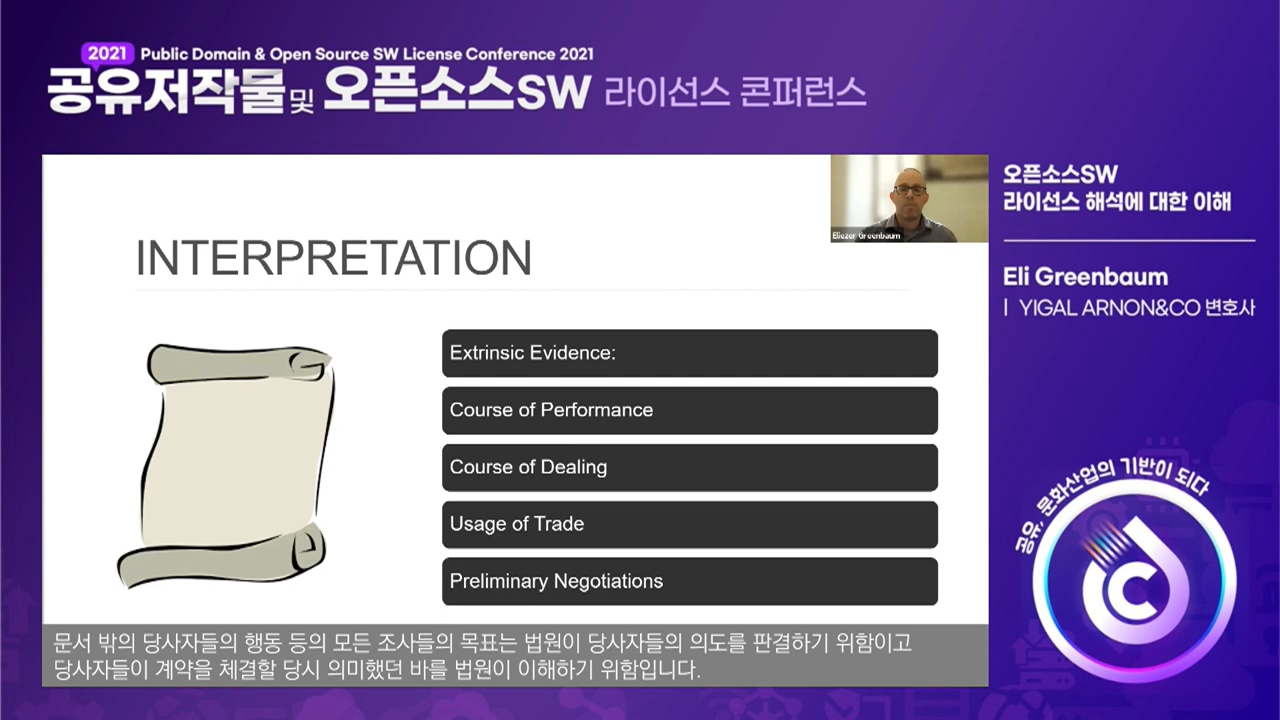 2021 Public Domain & Open Source SW License Conference 2021
공유저작물 및 오픈소스SW 라이선스 콘퍼런스
오픈소스SW
라이선스 해석에 대한 이해
Eli Greenbaum
| YIGAL ARNON&CO 변호사
Eliezer Greenbaum
INTERPRETATION
Extrinsic Evidence:
Course of Performance
Course of Dealing
Usage of Trade
Preliminary Negotiations
공유, 문화산업의 기반이 되다
문서 밖의 당사자들의 행동 등의 모든 조사들의 목표는 법원이 당사자들의 의도를 판결하기 위함이고
당사자들이 계약을 체결할 당시 의미했던 바를 법원이 이해하기 위함입니다.